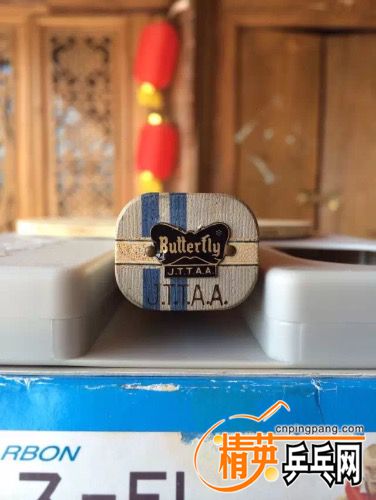 Butterfly
J.T.T.A.A.
J.T.T.A.A.
RBON
cnpingpang.com
精英乒乓网